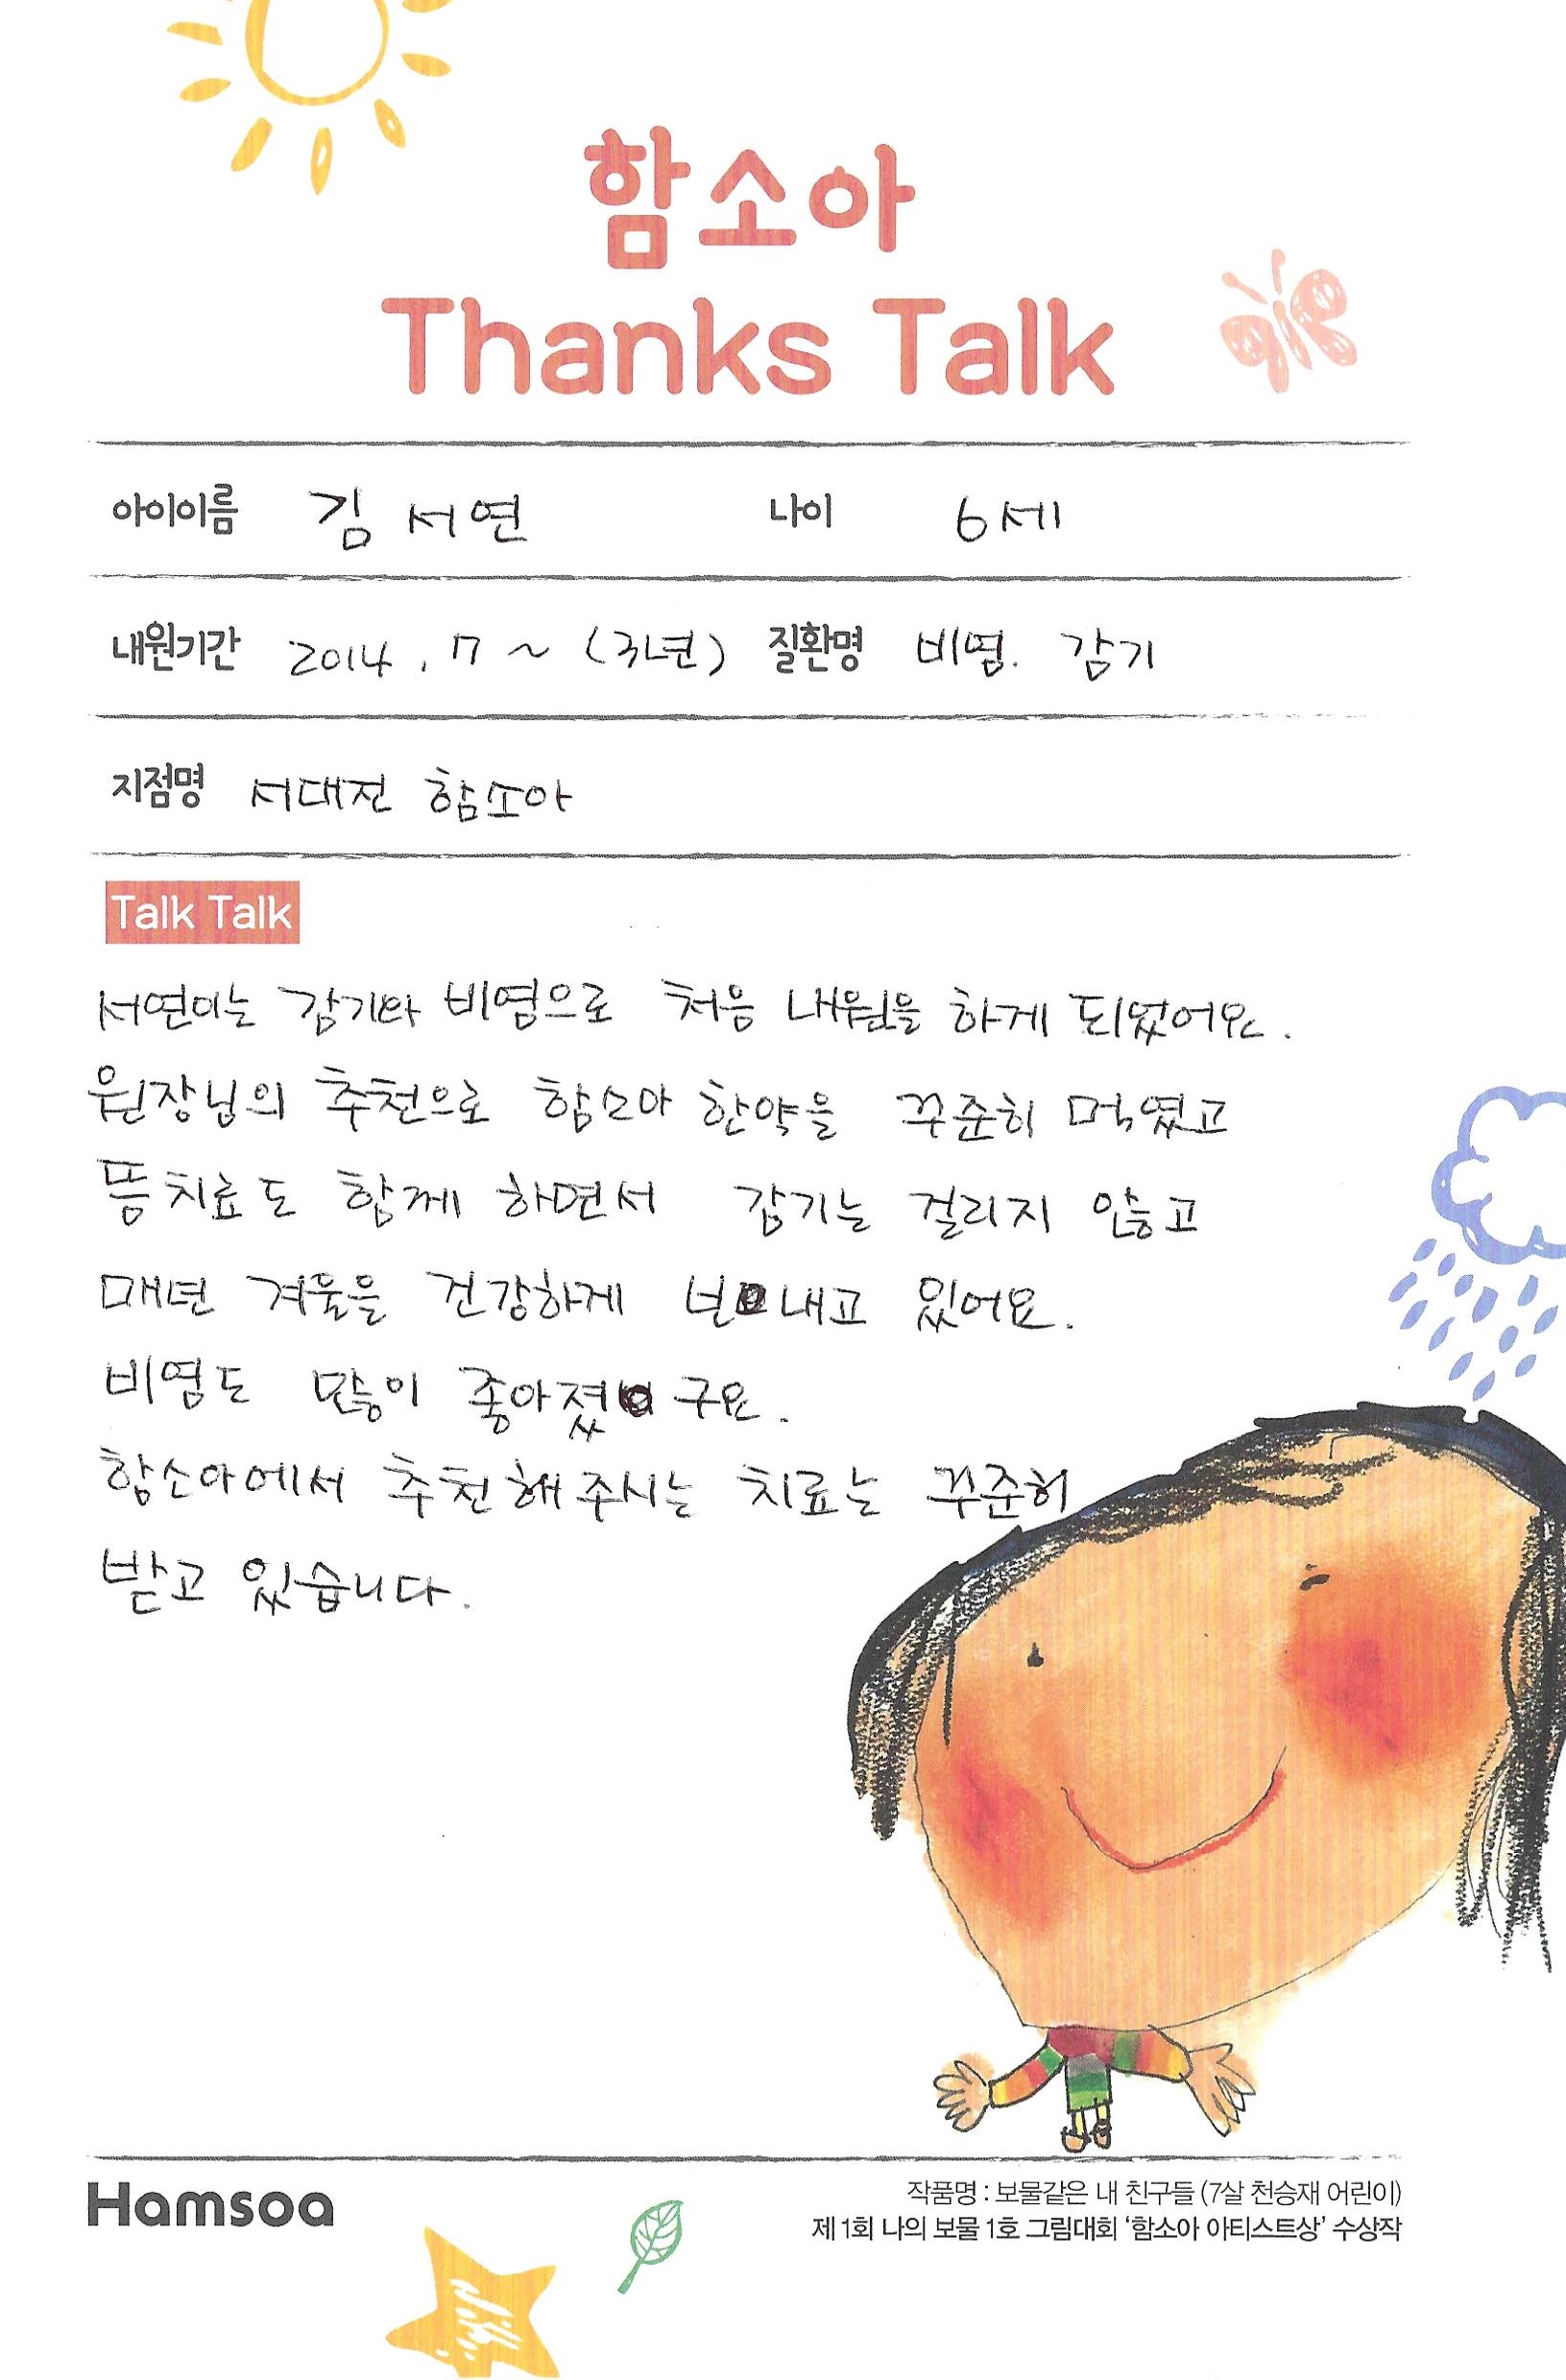 함소아
Thanks Talk
아이이름 김 서연 나이 6세
내원기간 2014. 17 ~ (3년) 질환명 비염. 감기
지점명 서대전 함소아
Talk Talk
서연이는 감기와 비염으로 처음 내원을 하게 되었어요.
원장님의 추천으로 함소아 한약을 꾸준히 먹였고
뜸치료도 함께 하면서 감기는 걸리지 않고
매년 겨울을 건강하게 보내고 있어요.
비염도 많이 좋아졌구요.
함소아에서 추천해주시는 치료는 꾸준히
받고 있습니다.
Hamsoa
작품명 : 보물같은 내 친구들 (7살 천승재 어린이)
제 1회 나의 보물 1호 그림대회 ‘함소아 아티스트상’ 수상작